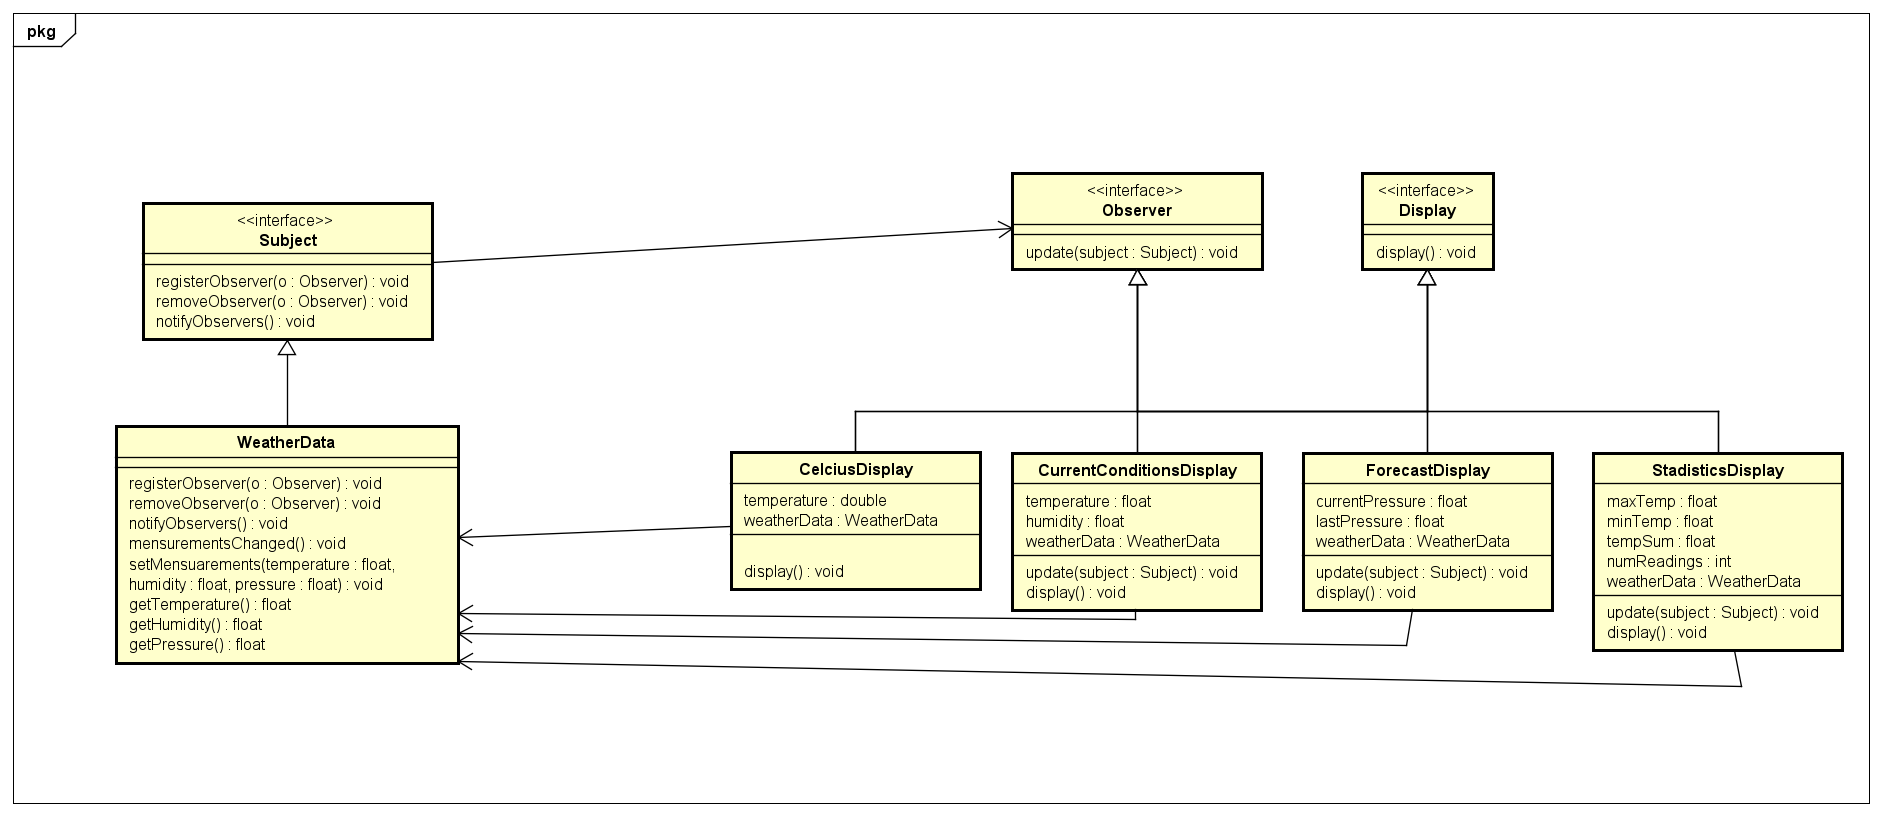 pkg
<<interface>>
Subject
registerObserver(o : Observer) : void
removeObserver(o : Observer) : void
notifyObservers() : void
<<interface>>
Observer
update(subject : Subject) : void
<<interface>>
Display
display() : void
WeatherData
registerObserver(o : Observer) : void
removeObserver(o : Observer) : void
notifyObservers() : void
mensurementsChanged() : void
setMensuarements(temperature : float,
humidity : float, pressure : float) : void
getTemperature() : float
getHumidity() : float
getPressure() : float
CelciusDisplay
temperature : double
weatherData : WeatherData
display() : void
CurrentConditionsDisplay
temperature : float
humidity : float
weatherData : WeatherData
update(subject : Subject) : void
display() : void
ForecastDisplay
currentPressure : float
lastPressure : float
weatherData : WeatherData
update(subject : Subject) : void
display() : void
StadisticsDisplay
maxTemp : float
minTemp : float
tempSum : float
numReadings : int
weatherData : WeatherData
update(subject : Subject) : void
display() : void